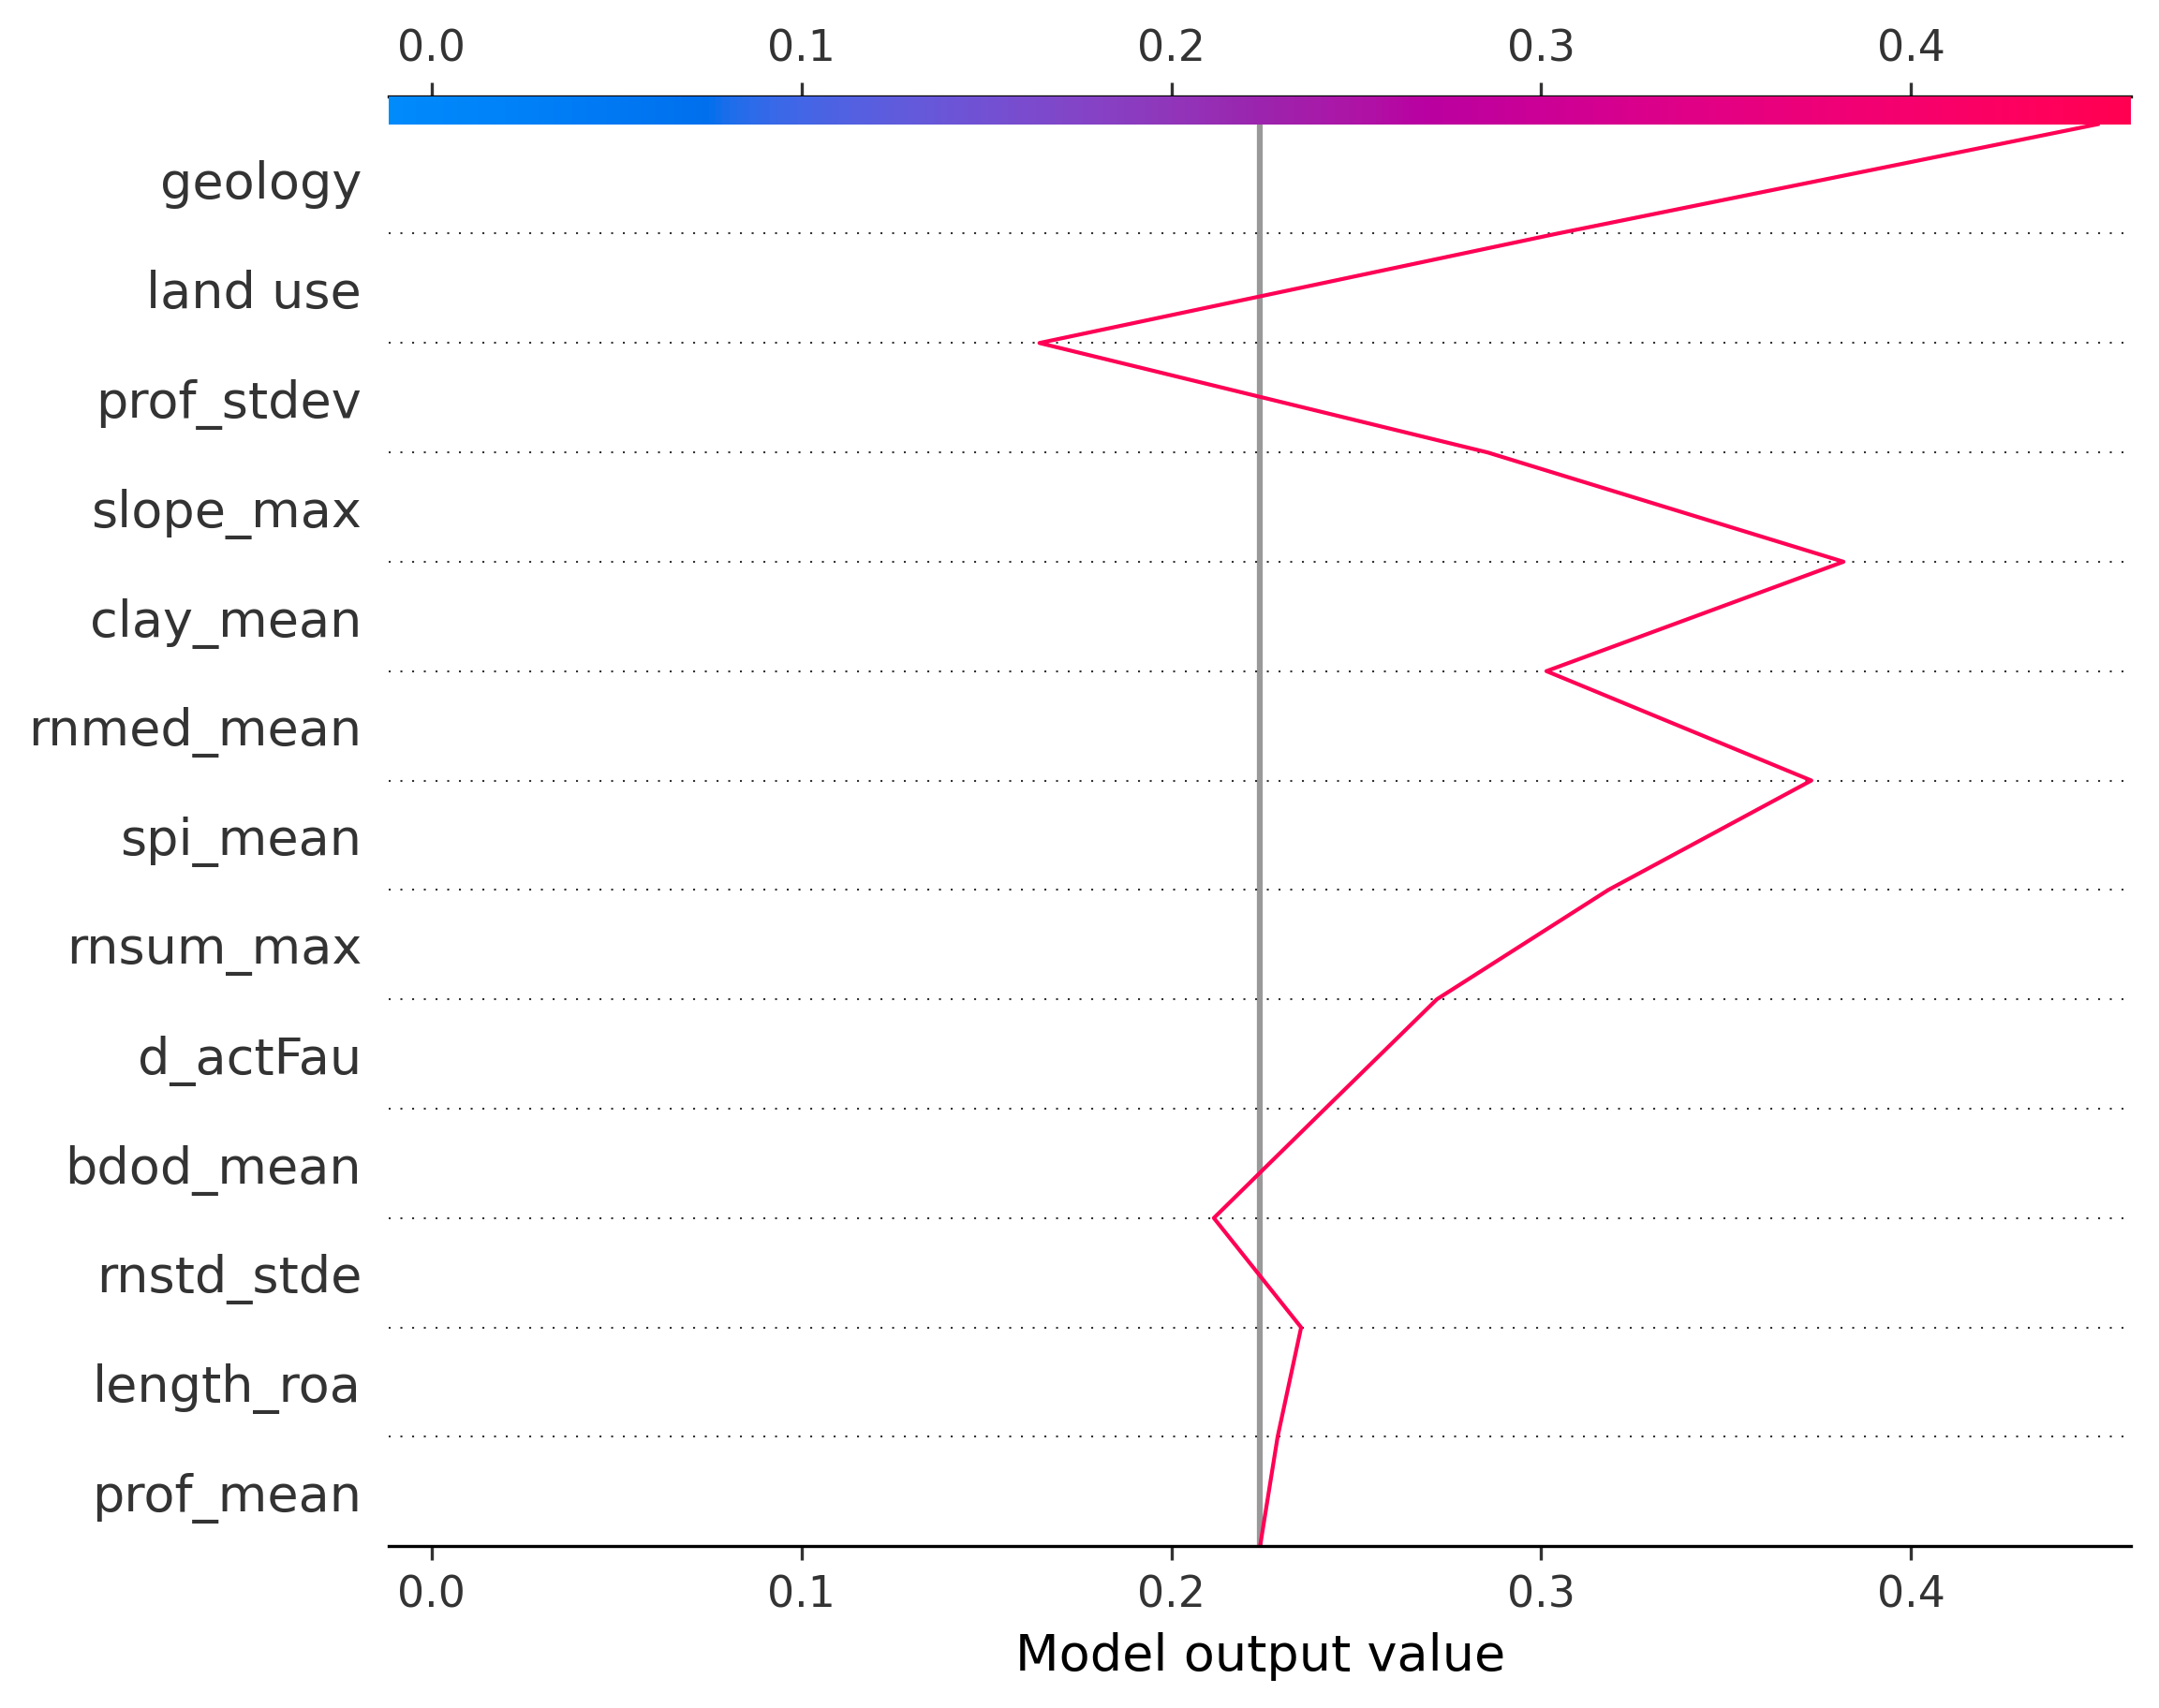 0.0 0.1 0.2 0.3 0.4
geology
land use
prof_stdev
slope_max
clay_mean
rnmed_mean
spi_mean
rnsum_max
d_actFau
bdod_mean
rnstd_stde
length_roa
prof_mean
0.0 0.1 0.2 0.3 0.4
Model output value